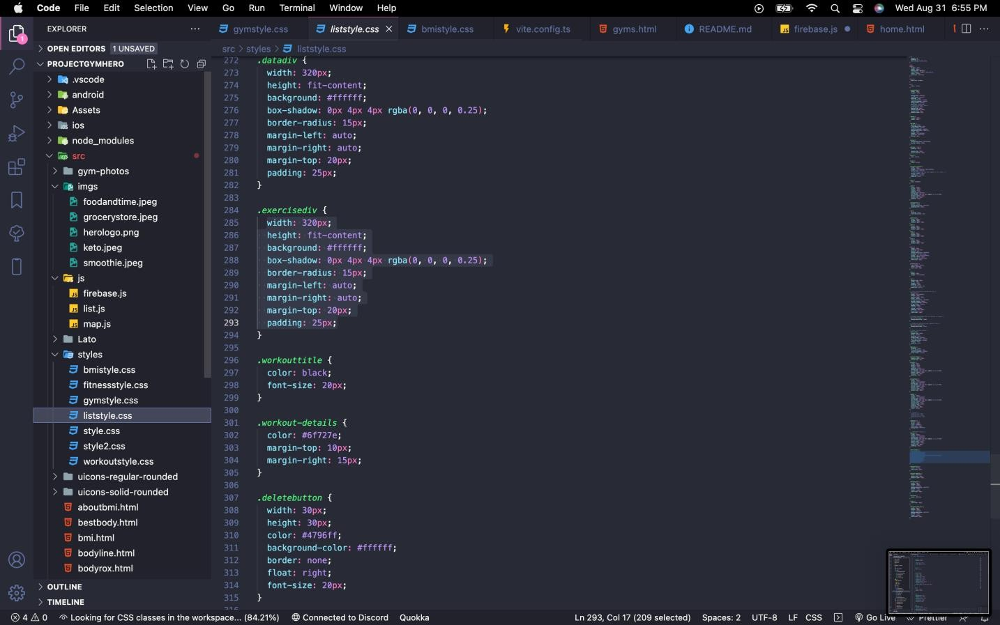 Code File Edit Selection View Go Run Terminal Window Help Wed Aug 31 6:55 PM
EXPLORER
gymstyle.css liststyle.css bmistyle.css vite.config.ts gyms.html README.md firebase.js home.html
OPEN EDITORS 1 UNSAVED
src > styles > liststyle.css
PROJECTGYMHERO
.vscode
android
Assets
ios
node_modules
src
gym-photos
imgs
foodandtime.jpeg
grocerystore.jpeg
herologo.png
keto.jpeg
smoothie.jpeg
js
firebase.js
list.js
map.js
Lato
styles
bmistyle.css
fitnessstyle.css
gymstyle.css
liststyle.css
style.css
style2.css
workoutstyle.css
uicons-regular-rounded
uicons-solid-rounded
aboutbmi.html
bestbody.html
bmi.html
bodyline.html
bodyrox.html
OUTLINE
TIMELINE
272 .datadiv {
273 width: 320px;
274 height: fit-content;
275 background: #ffffff;
276 box-shadow: 0px 4px 4px rgba(0, 0, 0, 0.25);
277 border-radius: 15px;
278 margin-left: auto;
279 margin-right: auto;
280 margin-top: 20px;
281 padding: 25px;
282 }
283
284 .exercisediv {
285 width: 320px;
286 height: fit-content;
287 background: #ffffff;
288 box-shadow: 0px 4px 4px rgba(0, 0, 0, 0.25);
289 border-radius: 15px;
290 margin-left: auto;
291 margin-right: auto;
292 margin-top: 20px;
293 padding: 25px;
294 }
295
296 .workouttitle {
297 color: black;
298 font-size: 20px;
299 }
300
301 .workout-details {
302 color: #6f727e;
303 margin-top: 10px;
304 margin-right: 15px;
305 }
306
307 .deletebutton {
308 width: 30px;
309 height: 30px;
310 color: #4796ff;
311 background-color: #ffffff;
312 border: none;
313 float: right;
314 font-size: 20px;
315 }
4 0 Looking for CSS classes in the workspace... (84.21%) Connected to Discord Quokka Ln 293, Col 17 (209 selected) Spaces: 2 UTF-8 LF CSS Go Live Prettier